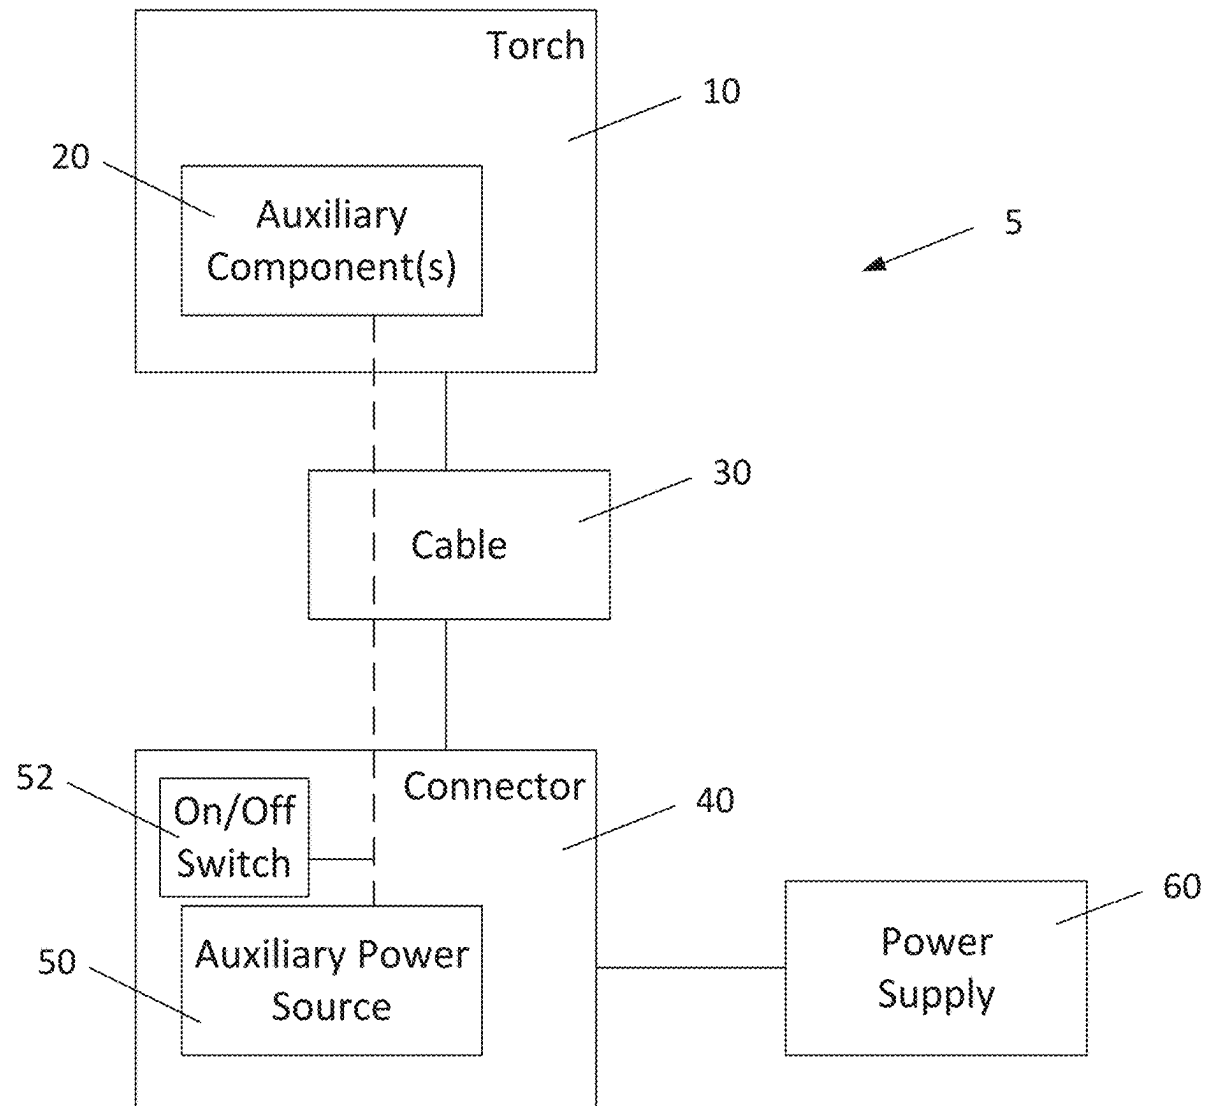 Torch
10
20
Auxiliary
Component(s)
5
30
Cable
52
On/Off
Switch
Connector
40
60
Power
Supply
50
Auxiliary Power
Source